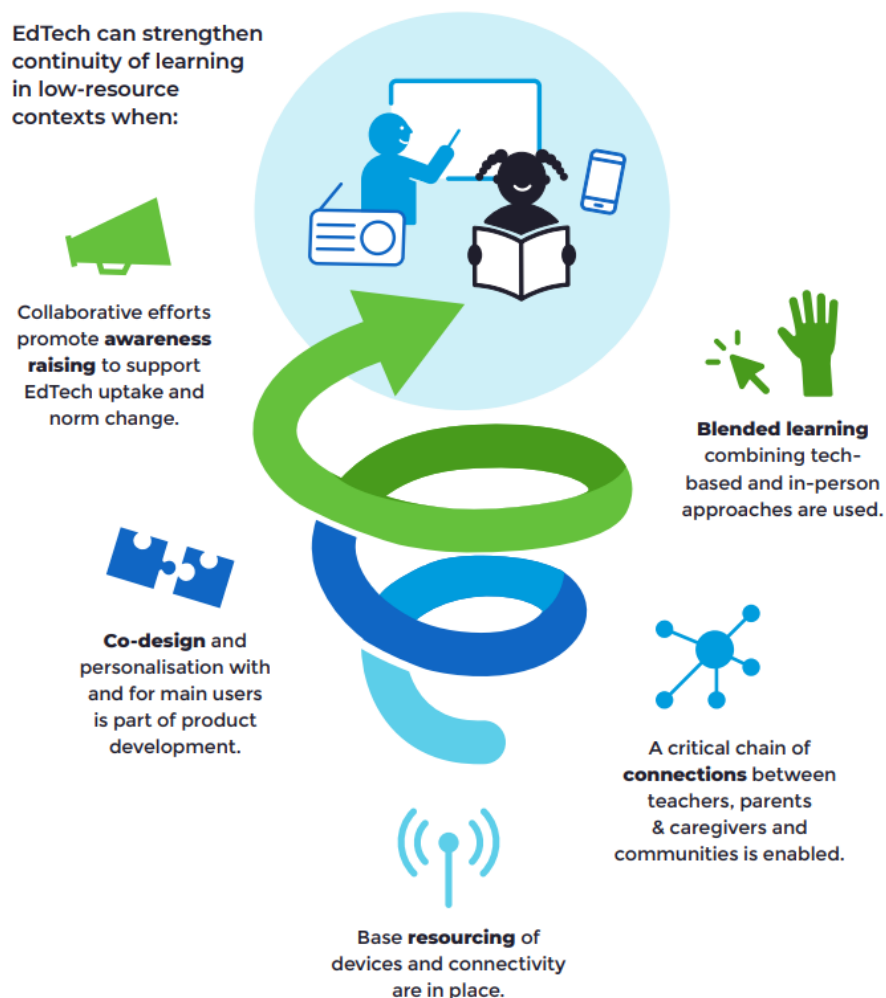 EdTech can strengthen
continuity of learning
in low-resource
contexts when:
Collaborative efforts
promote awareness
raising to support
EdTech uptake and
norm change.
Blended learning
combining tech-
based and in-person
approaches are used.
Co-design and
personalisation with
and for main users
is part of product
development.
A critical chain of
connections between
teachers, parents
& caregivers and
communities is enabled.
Base resourcing of
devices and connectivity
are in place.